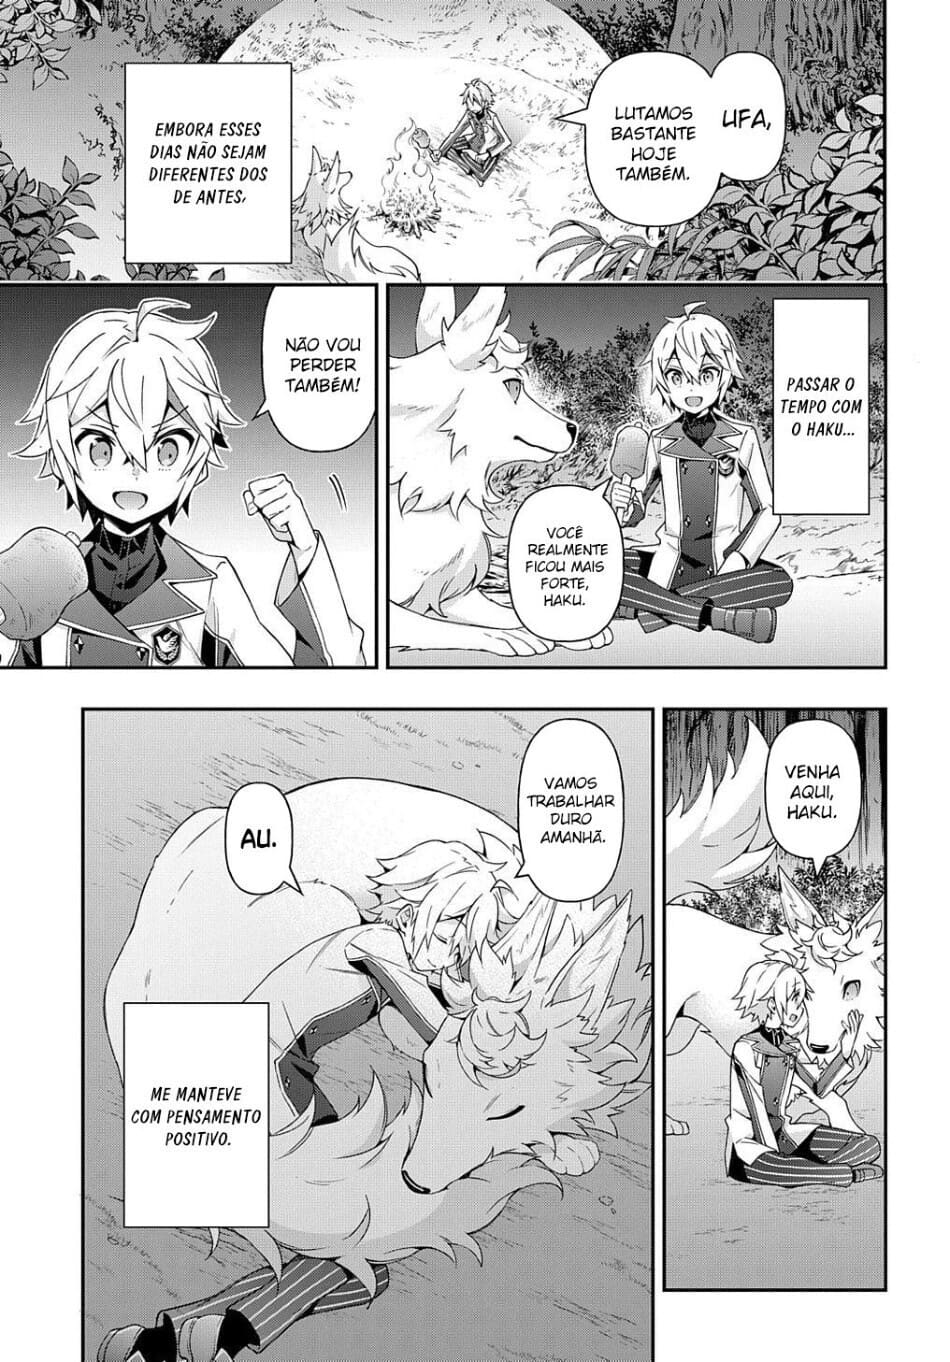 UFA,
LUTAMOS
BASTANTE
HOJE
TAMBÉM.
EMBORA ESSES
DIAS NÃO SEJAM
DIFERENTES DOS
DE ANTES,
PASSAR O
TEMPO COM
O HAKU...
VOCÊ
REALMENTE
FICOU MAIS
FORTE,
HAKU.
NÃO VOU
PERDER
TAMBÉM!
VENHA
AQUI,
HAKU.
VAMOS
TRABALHAR
DURO
AMANHÃ.
AU.
ME MANTEVE
COM PENSAMENTO
POSITIVO.